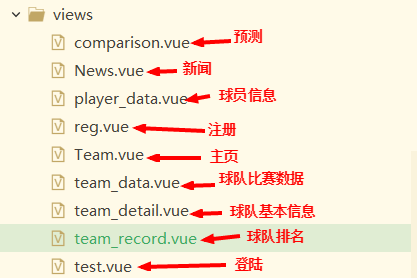 views
comparison.vue 预测
News.vue 新闻
player_data.vue 球员信息
reg.vue 注册
Team.vue 主页
team_data.vue 球队比赛数据
team_detail.vue 球队基本信息
team_record.vue 球队排名
test.vue 登陆